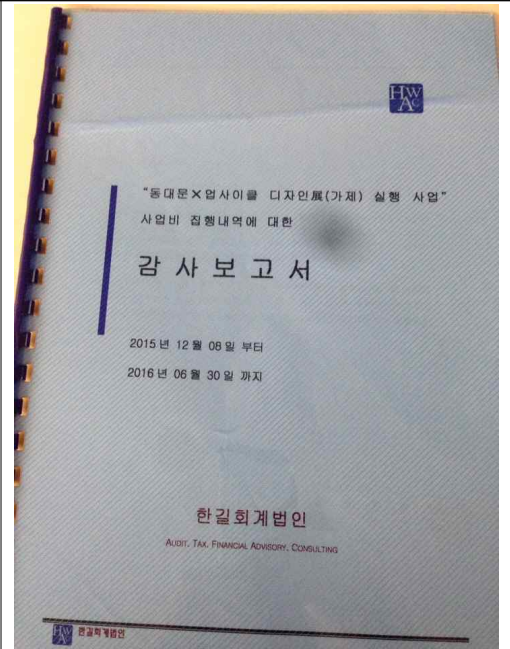 HWAC
"동대문×업사이클 디자인展(가제) 실행 사업"
사업비 집행내역에 대한
감사보고서
2015년 12월 08일 부터
2016년 06월 30일 까지
한길회계법인
AUDIT, TAX, FINANCIAL ADVISORY, CONSULTING
HWAC 한길회계법인